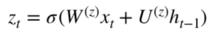 z_t = σ(W^{(z)}x_t + U^{(z)}h_{t−1})